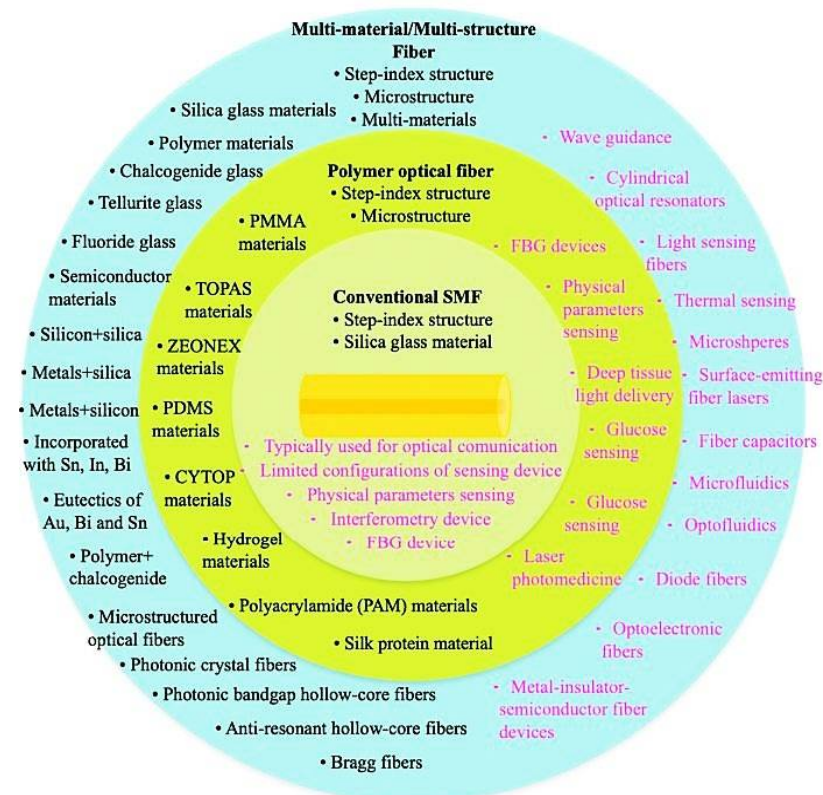 Multi-material/Multi-structure
Fiber
• Step-index structure
• Microstructure
• Multi-materials
• Silica glass materials
• Polymer materials
• Chalcogenide glass
• Tellurite glass
• Fluoride glass
• Semiconductor
materials
• Silicon+silica
• Metals+silica
• Metals+silicon
• Incorporated
with Sn, In, Bi
• Eutectics of
Au, Bi and Sn
• Polymer+
chalcogenide
• Microstructured
optical fibers
• Photonic crystal fibers
• Photonic bandgap hollow-core fibers
• Anti-resonant hollow-core fibers
• Bragg fibers
- Wave guidance
- Cylindrical
optical resonators
- Light sensing
fibers
- Thermal sensing
- Microshperes
- Surface-emitting
fiber lasers
- Fiber capacitors
- Microfluidics
- Optofluidics
- Diode fibers
- Optoelectronic
fibers
- Metal-insulator-
semiconductor fiber
devices
Polymer optical fiber
• Step-index structure
• Microstructure
• PMMA
materials
• TOPAS
materials
• ZEONEX
materials
• PDMS
materials
• CYTOP
materials
• Hydrogel
materials
• Polyacrylamide (PAM) materials
• Silk protein material
- FBG devices
- Physical
parameters
sensing
- Deep tissue
light delivery
- Glucose
sensing
- Glucose
sensing
- Laser
photomedicine
Conventional SMF
• Step-index structure
• Silica glass material
- Typically used for optical comunication
- Limited configurations of sensing device
- Physical parameters sensing
- Interferometry device
- FBG device